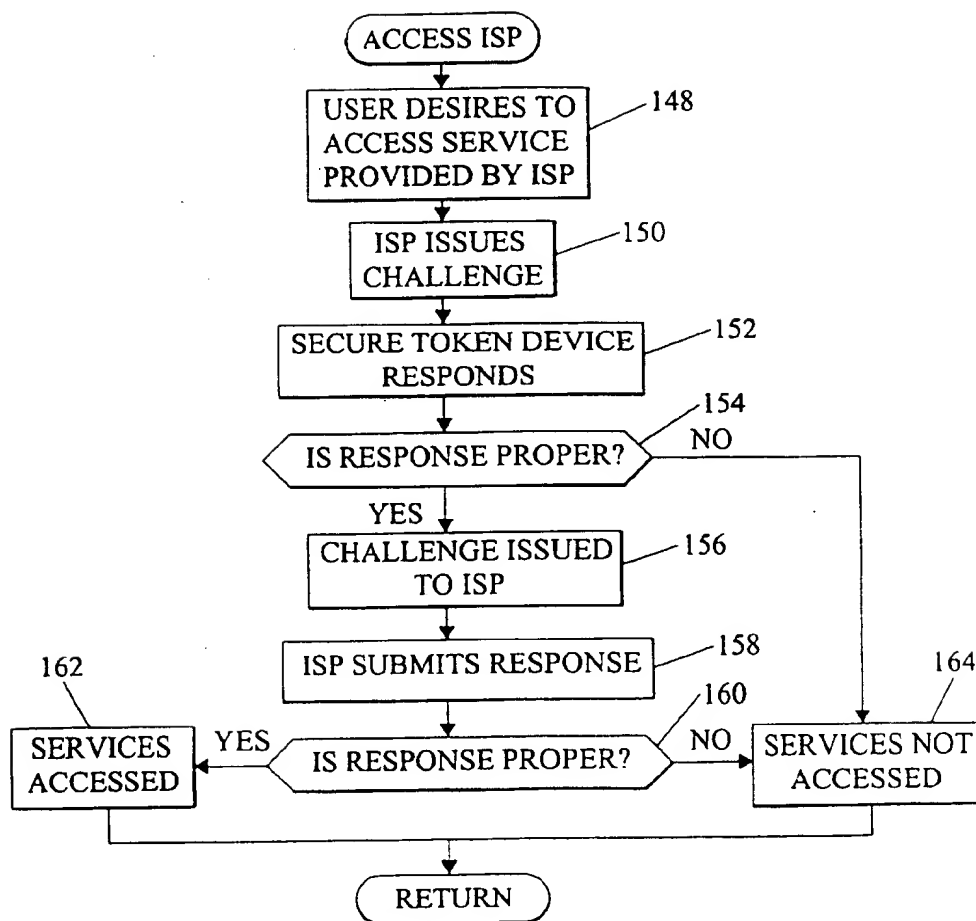 ACCESS ISP
USER DESIRES TO
ACCESS SERVICE
PROVIDED BY ISP
148
ISP ISSUES
CHALLENGE
150
SECURE TOKEN DEVICE
RESPONDS
152
IS RESPONSE PROPER?
154
NO
YES
CHALLENGE ISSUED
TO ISP
156
ISP SUBMITS RESPONSE
158
162
160
164
SERVICES
ACCESSED
YES
IS RESPONSE PROPER?
NO
SERVICES NOT
ACCESSED
RETURN